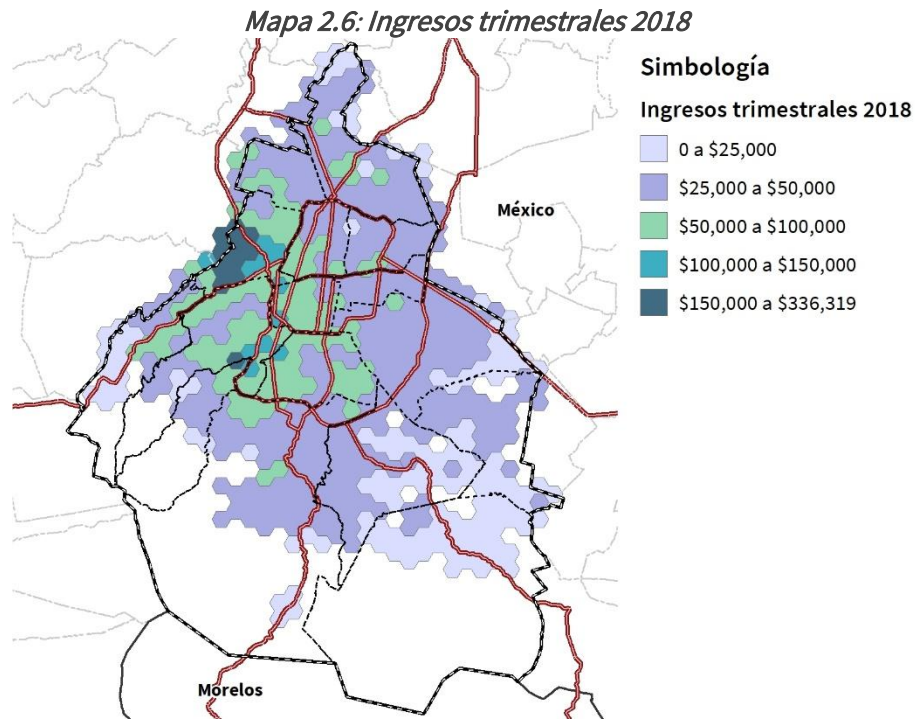 Mapa 2.6: Ingresos trimestrales 2018
Simbología
Ingresos trimestrales 2018
0 a $25,000
$25,000 a $50,000
$50,000 a $100,000
$100,000 a $150,000
$150,000 a $336,319
México
Morelos